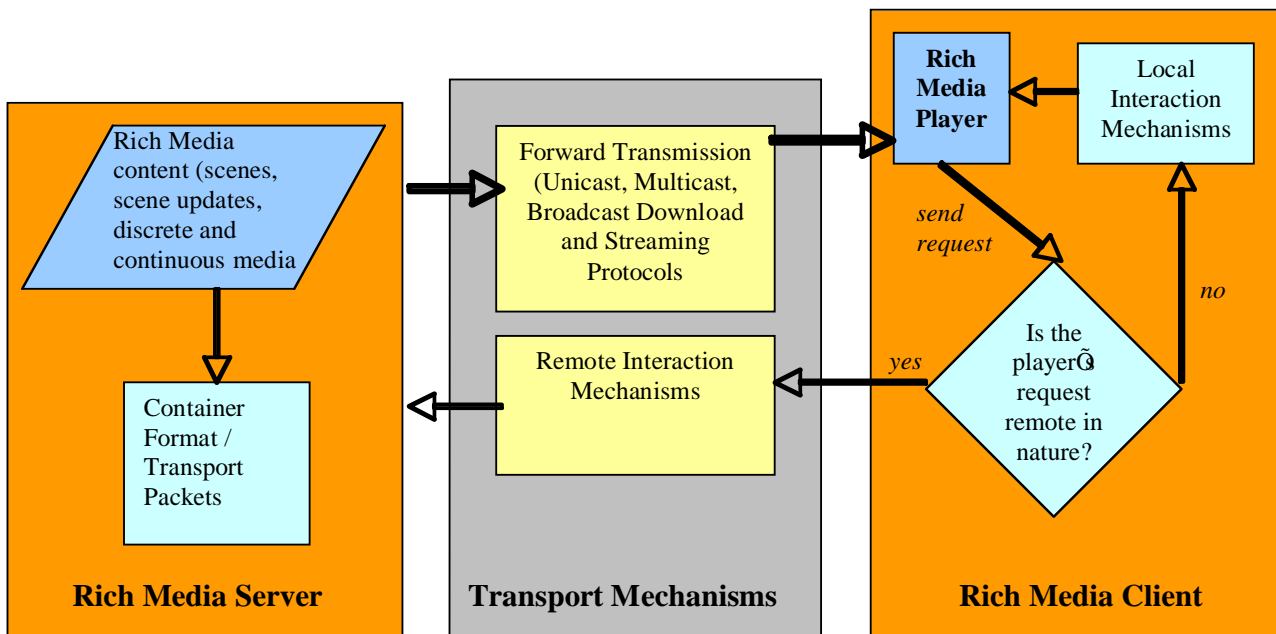 Rich Media
content (scenes,
scene updates,
discrete and
continuous media
Container
Format /
Transport
Packets
Rich Media Server
Forward Transmission
(Unicast, Multicast,
Broadcast Download
and Streaming
Protocols
Remote Interaction
Mechanisms
Transport Mechanisms
Rich
Media
Player
Local
Interaction
Mechanisms
send
request
no
yes
Is the
playerÕs
request
remote in
nature?
Rich Media Client